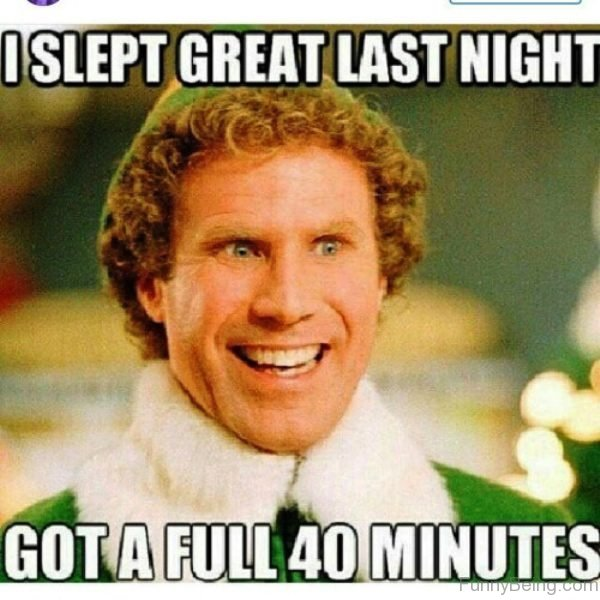 I SLEPT GREAT LAST NIGHT
GOT A FULL 40 MINUTES
FunnyBeing.com